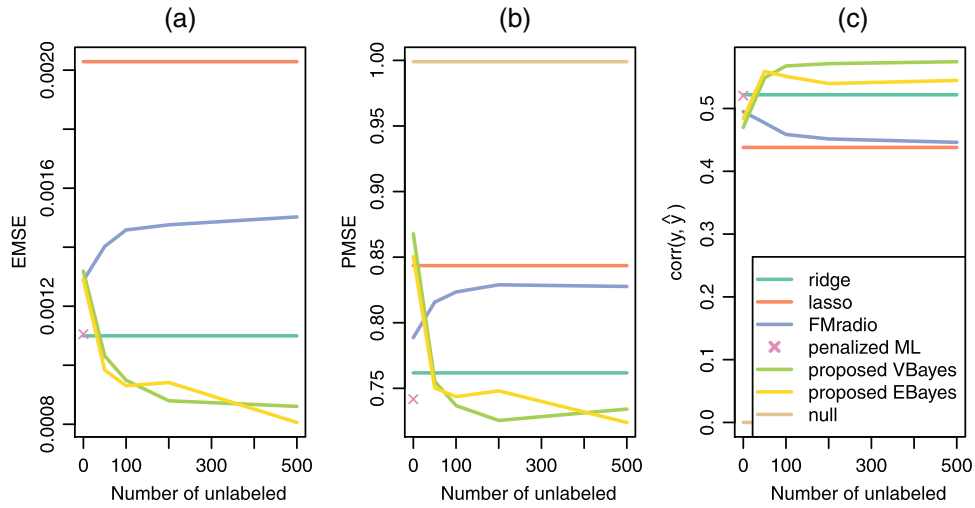 (a)
EMSE
0.0020
0.0016
0.0012
0.0008
0 100 300 500
Number of unlabeled
(b)
PMSE
1.00
0.95
0.90
0.85
0.80
0.75
0 100 300 500
Number of unlabeled
(c)
corr(y, ŷ)
0.5
0.4
0.3
0.2
0.1
0.0
0 100 300 500
Number of unlabeled
ridge
lasso
FMradio
penalized ML
proposed VBayes
proposed EBayes
null